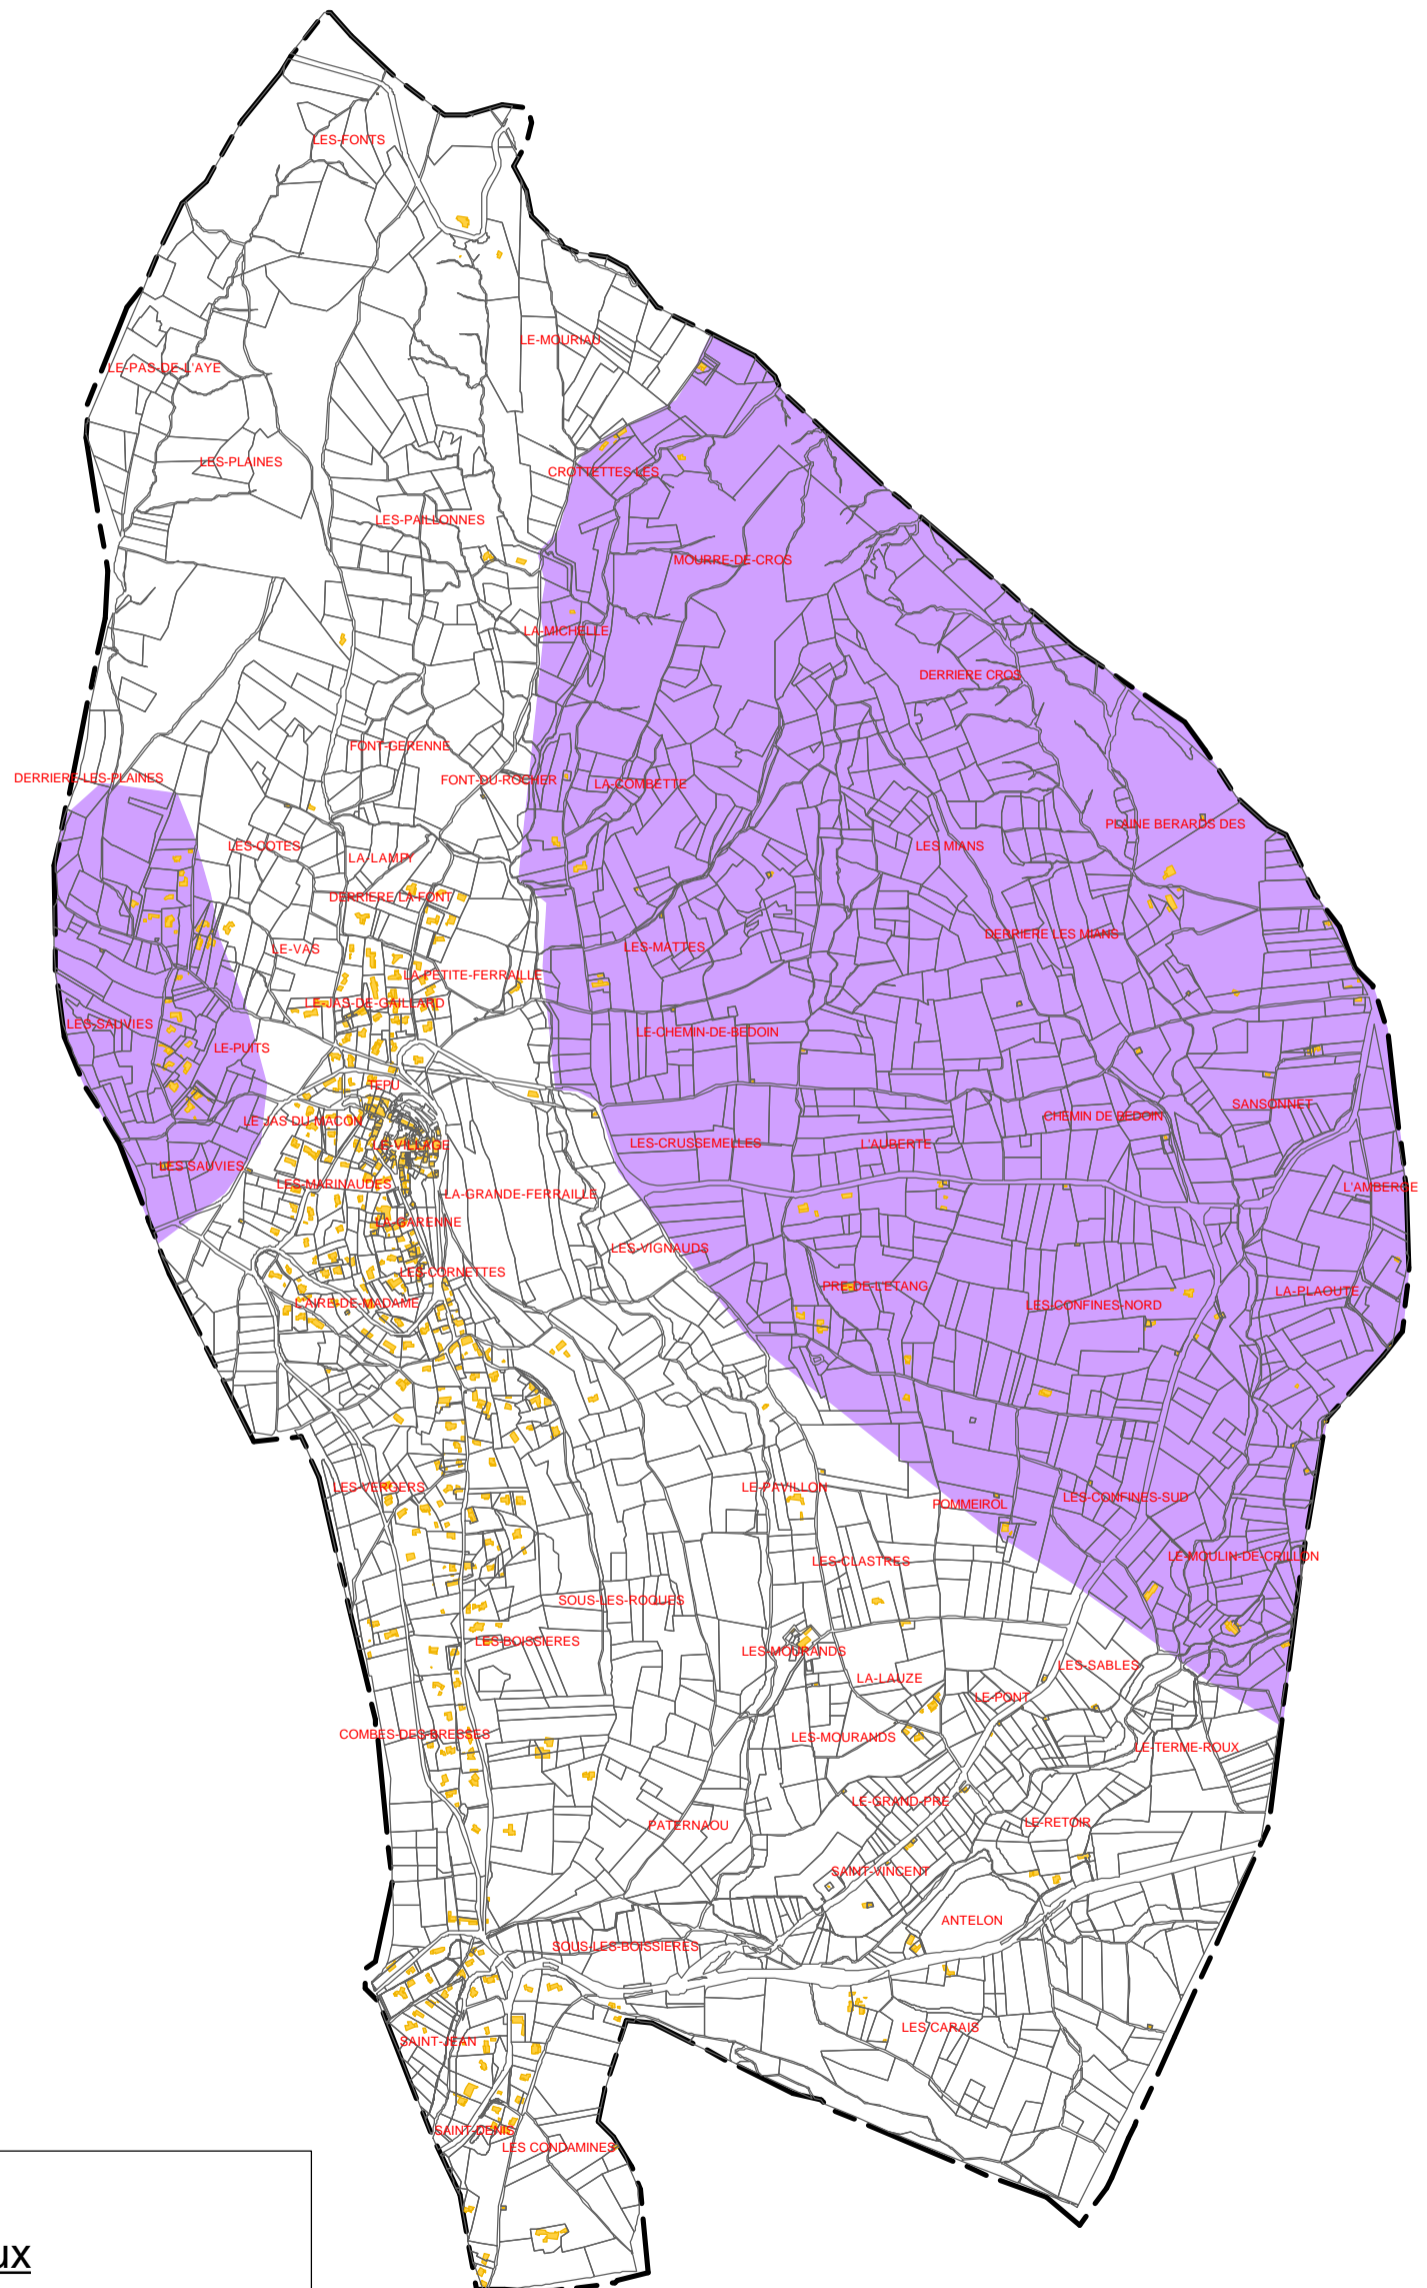 LES-FONTS
LE-MOURIAU
LE-PAS-DE-L'AYE
LES-PLAINES
CROTTETTES-LES
LES-PAILLONNES
MOURRE-DE-CROS
LA-MICHELLE
DERRIERE CROS
FONT-GERENNE
DERRIERE-LES-PLAINES
FONT-DU-ROCHER
LA-COMBETTE
PLAINE BERARDS DES
LES-COTES
LES MIANS
LA-LAMPI
DERRIERE LA-FONT
DERRIERE LES MIANS
LE-VAS
LES-MATTES
LA-PETITE-FERRAILLE
LE-JAS-DE-GAILLARD
LES-SAUVIES
LE-CHEMIN-DE-BEDOIN
LE-PUITS
TEPU
SANSONNET
CHEMIN DE BEDOIN
LE JAS DU MACON
LE-VILLAGE
LES-CRUSSEMELLES
L'AUBERTE
LES SAUVIES
LES-MARINAUDES
L'AMBERGE
LA-GRANDE-FERRAILLE
LA-GARENNE
LES-VIGNAUDS
LES-CORNETTES
PRE-DE-L'ETANG
LA-PLAOUTE
L'AIRE-DE-MADAME
LES-CONFINES-NORD
LES-VERGERS
LE-PAVILLON
LES-CONFINES-SUD
POMMEIROL
LE-MOULIN-DE-CRILLON
LES-CLASTRES
SOUS-LES-ROQUES
LES-BOISSIERES
LES-MOURANDS
LES-SABLES
LA-LAUZE
LE-PONT
COMBES-DES-BRESSES
LES-MOURANDS
LE-TERME-ROUX
LE-GRAND-PRE
LE-RETOIR
PATERNAOU
SAINT-VINCENT
ANTELON
SOUS-LES-BOISSIERES
LES CARAIS
SAINT-JEAN
SAINT-DENIS
LES CONDAMINES
ux